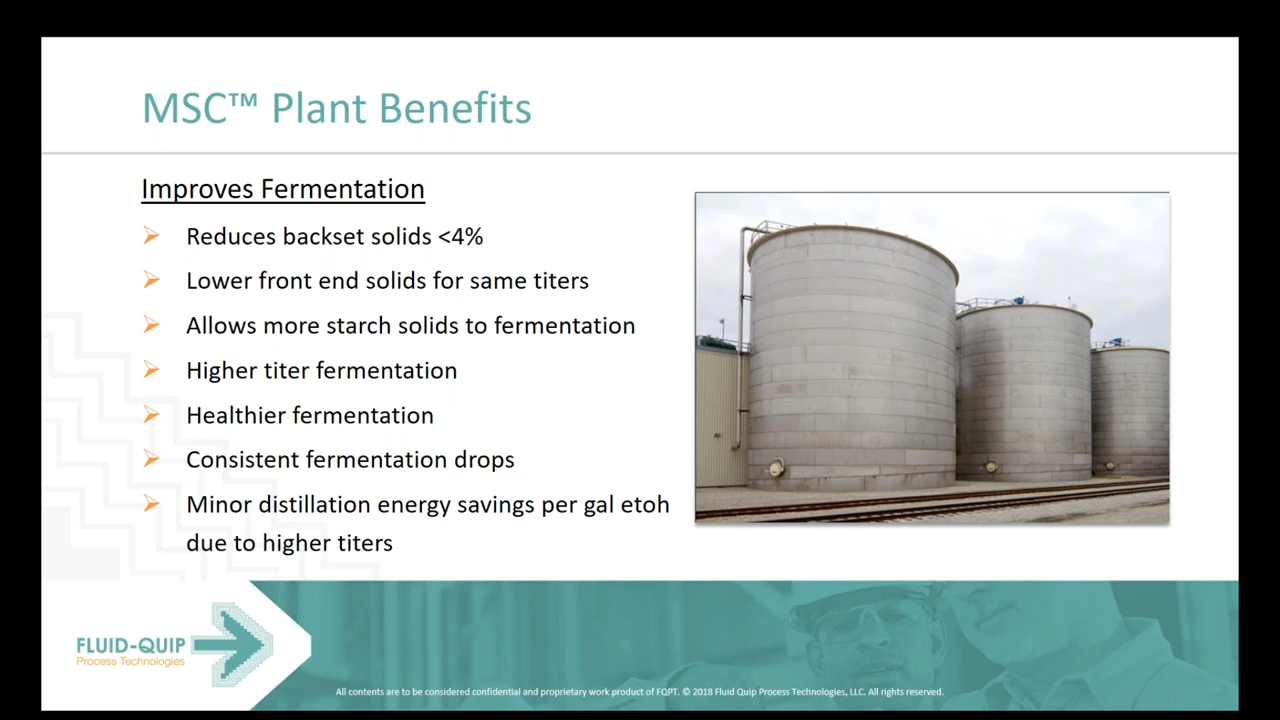 MSC™ Plant Benefits
Improves Fermentation
Reduces backset solids <4%
Lower front end solids for same titers
Allows more starch solids to fermentation
Higher titer fermentation
Healthier fermentation
Consistent fermentation drops
Minor distillation energy savings per gal etoh
due to higher titers
FLUID-QUIP
Process Technologies
All contents are to be considered confidential and proprietary work product of FQPT. © 2018 Fluid Quip Process Technologies, LLC. All rights reserved.